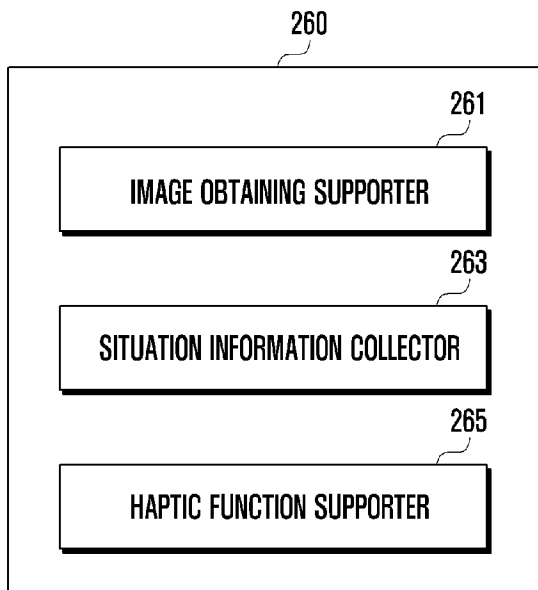 260
261
IMAGE OBTAINING SUPPORTER
263
SITUATION INFORMATION COLLECTOR
265
HAPTIC FUNCTION SUPPORTER